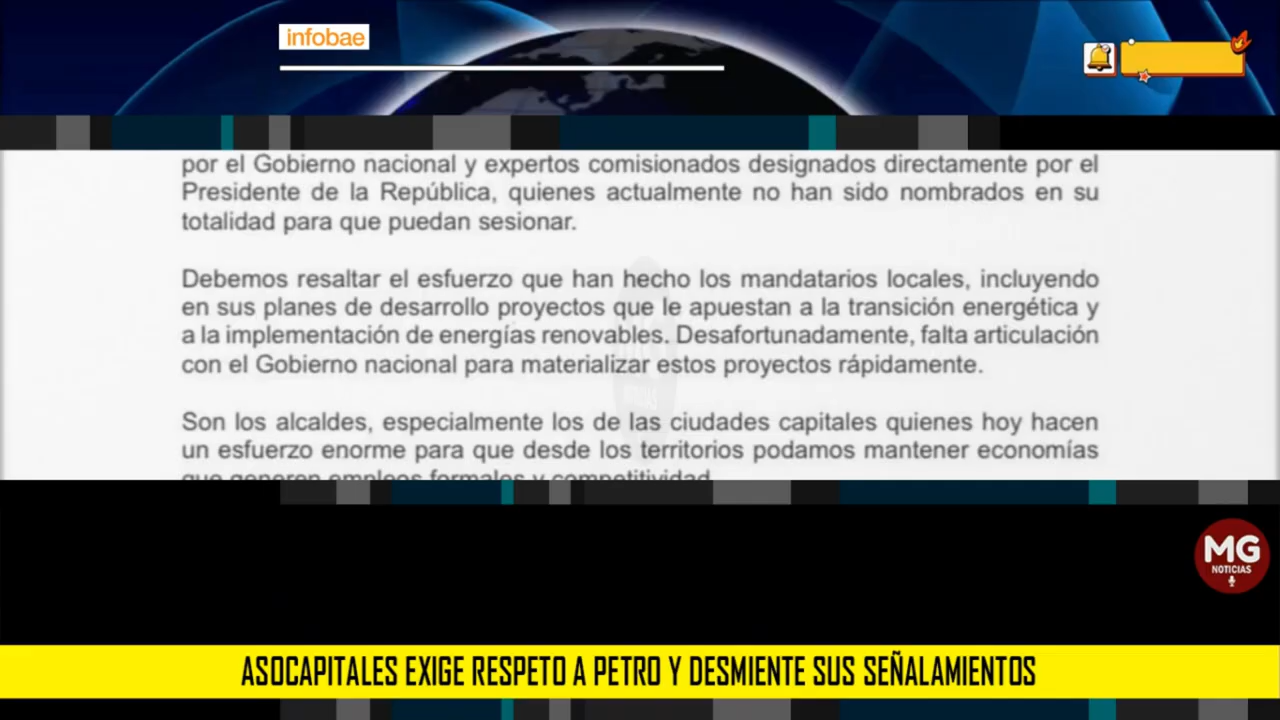 infobae
por el Gobierno nacional y expertos comisionados designados directamente por el
Presidente de la República, quienes actualmente no han sido nombrados en su
totalidad para que puedan sesionar.
Debemos resaltar el esfuerzo que han hecho los mandatarios locales, incluyendo
en sus planes de desarrollo proyectos que le apuestan a la transición energética y
a la implementación de energías renovables. Desafortunadamente, falta articulación
con el Gobierno nacional para materializar estos proyectos rápidamente.
Son los alcaldes, especialmente los de las ciudades capitales quienes hoy hacen
un esfuerzo enorme para que desde los territorios podamos mantener economías
que generen empleos formales y competitividad
MG
NOTICIAS
ASOCAPITALES EXIGE RESPETO A PETRO Y DESMIENTE SUS SEÑALAMIENTOS